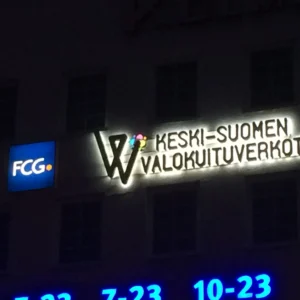 FCG.
KESKI-SUOMEN
VALOKUITUVERKOT
7-23 10-23